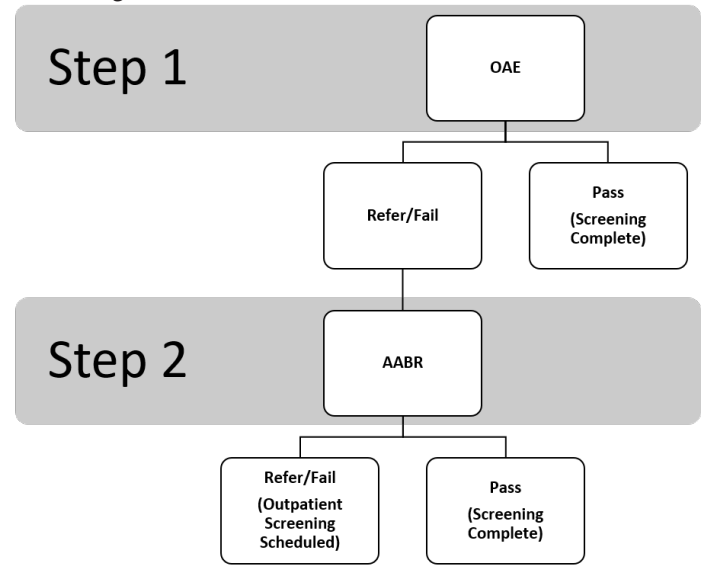 Step 1
OAE
Refer/Fail
Pass
(Screening
Complete)
Step 2
AABR
Refer/Fail
(Outpatient
Screening
Scheduled)
Pass
(Screening
Complete)